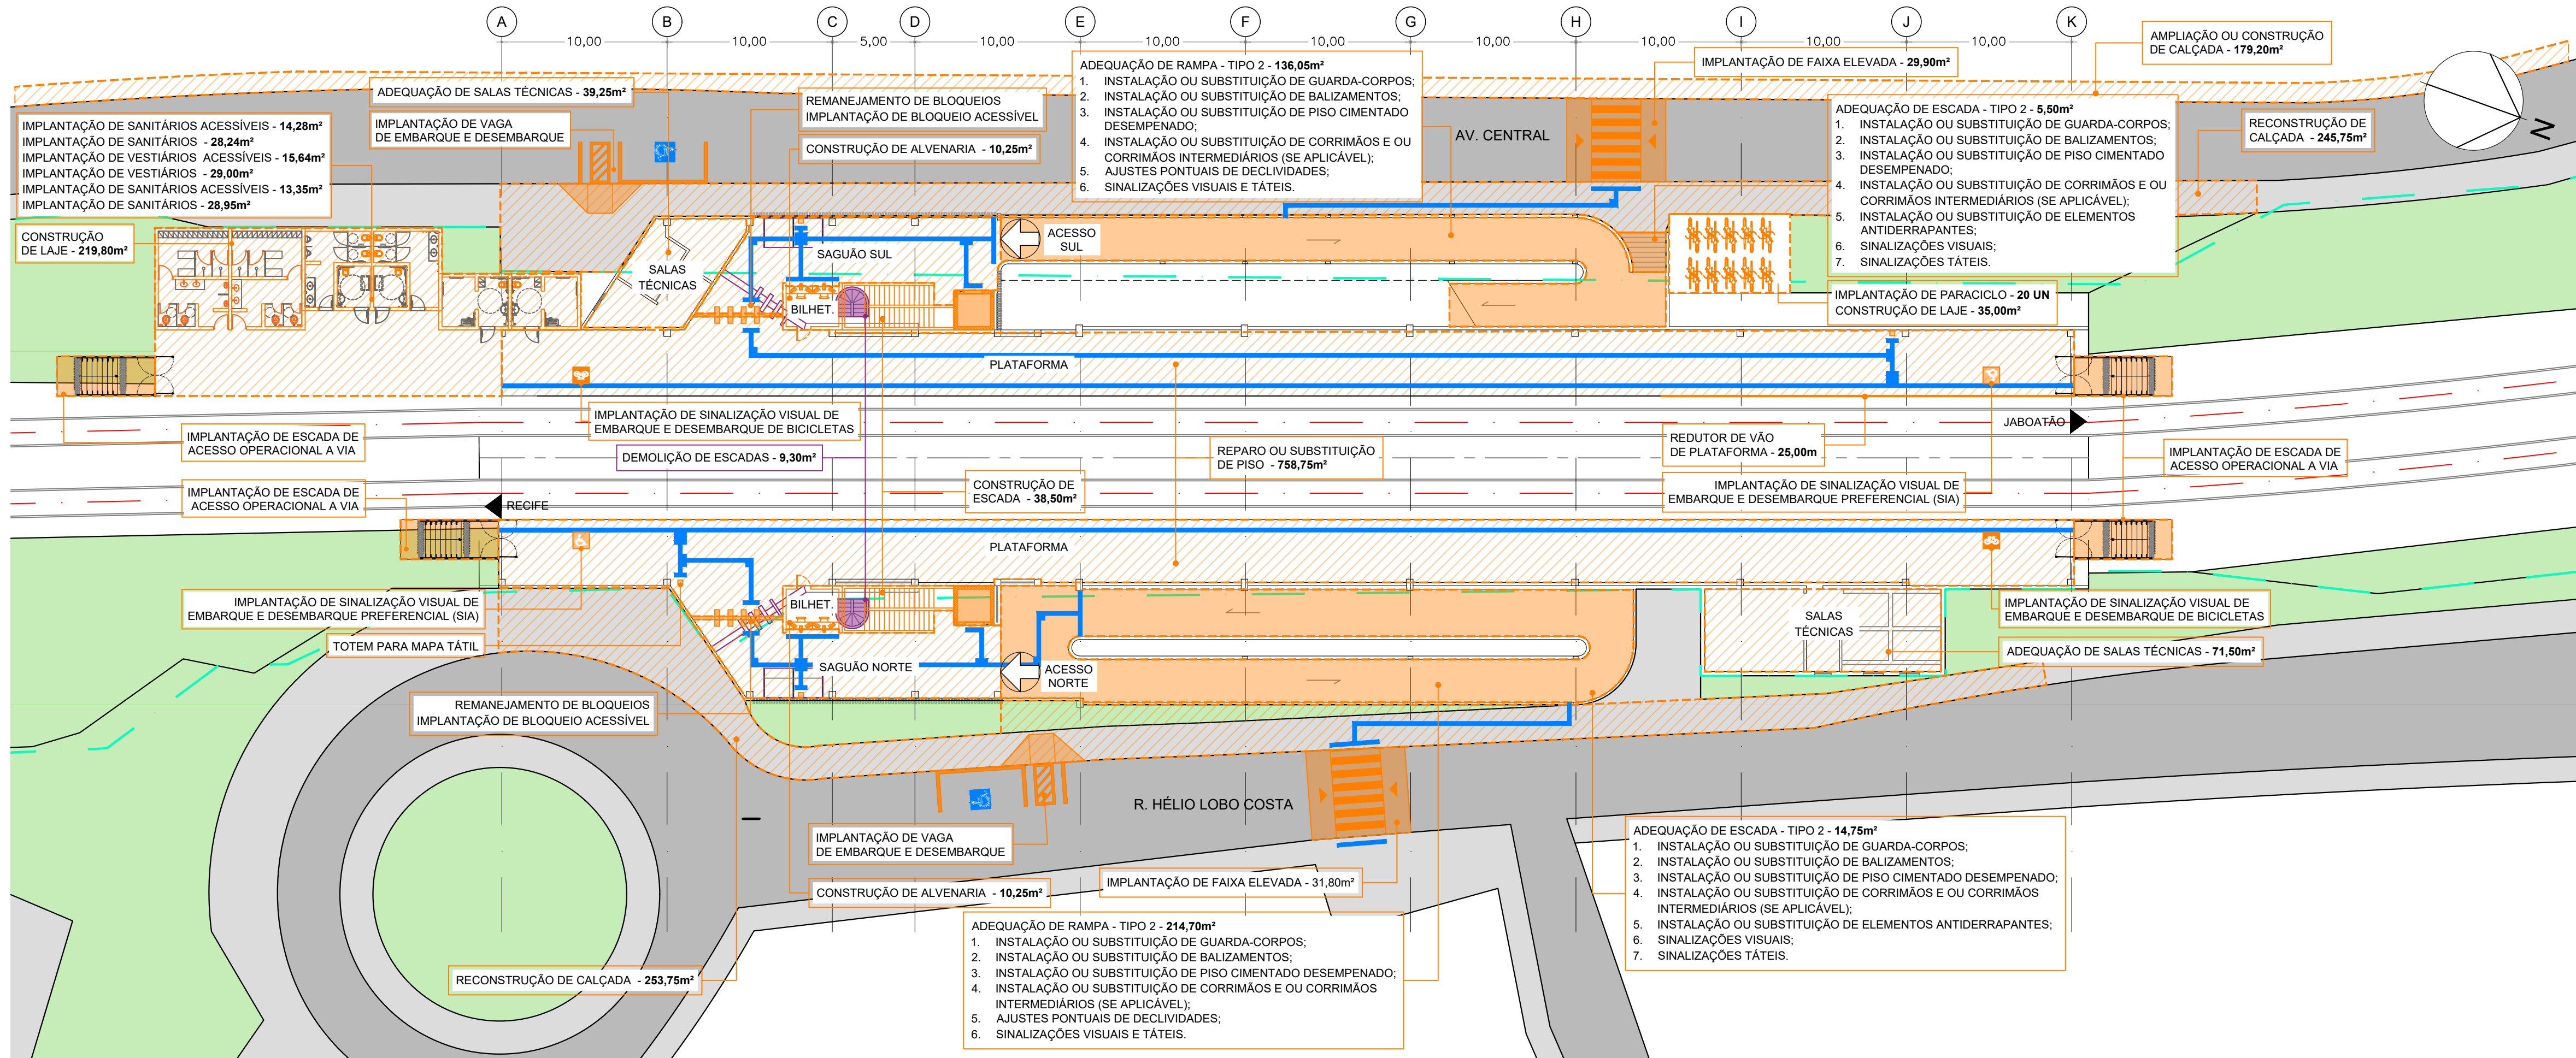 A
B
C
D
E
F
G
H
I
J
K
10,00
10,00
5,00
10,00
10,00
10,00
10,00
10,00
10,00
10,00
AMPLIAÇÃO OU CONSTRUÇÃO
DE CALÇADA - 179,20m²
ADEQUAÇÃO DE RAMPA - TIPO 2 - 136,05m²
1. INSTALAÇÃO OU SUBSTITUIÇÃO DE GUARDA-CORPOS;
2. INSTALAÇÃO OU SUBSTITUIÇÃO DE BALIZAMENTOS;
3. INSTALAÇÃO OU SUBSTITUIÇÃO DE PISO CIMENTADO
DESEMPENADO;
4. INSTALAÇÃO OU SUBSTITUIÇÃO DE CORRIMÃOS E OU
CORRIMÃOS INTERMEDIÁRIOS (SE APLICÁVEL);
5. AJUSTES PONTUAIS DE DECLIVIDADES;
6. SINALIZAÇÕES VISUAIS E TÁTEIS.
IMPLANTAÇÃO DE FAIXA ELEVADA - 29,90m²
ADEQUAÇÃO DE SALAS TÉCNICAS - 39,25m²
REMANEJAMENTO DE BLOQUEIOS
IMPLANTAÇÃO DE BLOQUEIO ACESSÍVEL
ADEQUAÇÃO DE ESCADA - TIPO 2 - 5,50m²
1. INSTALAÇÃO OU SUBSTITUIÇÃO DE GUARDA-CORPOS;
2. INSTALAÇÃO OU SUBSTITUIÇÃO DE BALIZAMENTOS;
3. INSTALAÇÃO OU SUBSTITUIÇÃO DE PISO CIMENTADO
DESEMPENADO;
4. INSTALAÇÃO OU SUBSTITUIÇÃO DE CORRIMÃOS E OU
CORRIMÃOS INTERMEDIÁRIOS (SE APLICÁVEL);
5. INSTALAÇÃO OU SUBSTITUIÇÃO DE ELEMENTOS
ANTIDERRAPANTES;
6. SINALIZAÇÕES VISUAIS;
7. SINALIZAÇÕES TÁTEIS.
RECONSTRUÇÃO DE
CALÇADA - 245,75m²
N
IMPLANTAÇÃO DE SANITÁRIOS ACESSÍVEIS - 14,28m²
IMPLANTAÇÃO DE SANITÁRIOS - 28,24m²
IMPLANTAÇÃO DE VESTIÁRIOS ACESSÍVEIS - 15,64m²
IMPLANTAÇÃO DE VESTIÁRIOS - 29,00m²
IMPLANTAÇÃO DE SANITÁRIOS ACESSÍVEIS - 13,35m²
IMPLANTAÇÃO DE SANITÁRIOS - 28,95m²
IMPLANTAÇÃO DE VAGA
DE EMBARQUE E DESEMBARQUE
CONSTRUÇÃO DE ALVENARIA - 10,25m²
AV. CENTRAL
CONSTRUÇÃO
DE LAJE - 219,80m²
SALAS
TÉCNICAS
SAGUÃO SUL
ACESSO
SUL
BILHET.
IMPLANTAÇÃO DE PARACICLO - 20 UN
CONSTRUÇÃO DE LAJE - 35,00m²
PLATAFORMA
IMPLANTAÇÃO DE SINALIZAÇÃO VISUAL DE
EMBARQUE E DESEMBARQUE DE BICICLETAS
IMPLANTAÇÃO DE ESCADA DE
ACESSO OPERACIONAL A VIA
JABOATÃO
DEMOLIÇÃO DE ESCADAS - 9,30m²
REPARO OU SUBSTITUIÇÃO
DE PISO - 758,75m²
REDUTOR DE VÃO
DE PLATAFORMA - 25,00m
IMPLANTAÇÃO DE ESCADA DE
ACESSO OPERACIONAL A VIA
IMPLANTAÇÃO DE ESCADA DE
ACESSO OPERACIONAL A VIA
CONSTRUÇÃO DE
ESCADA - 38,50m²
IMPLANTAÇÃO DE SINALIZAÇÃO VISUAL DE
EMBARQUE E DESEMBARQUE PREFERENCIAL (SIA)
RECIFE
PLATAFORMA
IMPLANTAÇÃO DE SINALIZAÇÃO VISUAL DE
EMBARQUE E DESEMBARQUE PREFERENCIAL (SIA)
BILHET.
SALAS
TÉCNICAS
IMPLANTAÇÃO DE SINALIZAÇÃO VISUAL DE
EMBARQUE E DESEMBARQUE DE BICICLETAS
TOTEM PARA MAPA TÁTIL
SAGUÃO NORTE
ACESSO
NORTE
ADEQUAÇÃO DE SALAS TÉCNICAS - 71,50m²
REMANEJAMENTO DE BLOQUEIOS
IMPLANTAÇÃO DE BLOQUEIO ACESSÍVEL
R. HÉLIO LOBO COSTA
IMPLANTAÇÃO DE VAGA
DE EMBARQUE E DESEMBARQUE
CONSTRUÇÃO DE ALVENARIA - 10,25m²
IMPLANTAÇÃO DE FAIXA ELEVADA - 31,80m²
ADEQUAÇÃO DE ESCADA - TIPO 2 - 14,75m²
1. INSTALAÇÃO OU SUBSTITUIÇÃO DE GUARDA-CORPOS;
2. INSTALAÇÃO OU SUBSTITUIÇÃO DE BALIZAMENTOS;
3. INSTALAÇÃO OU SUBSTITUIÇÃO DE PISO CIMENTADO DESEMPENADO;
4. INSTALAÇÃO OU SUBSTITUIÇÃO DE CORRIMÃOS E OU CORRIMÃOS
INTERMEDIÁRIOS (SE APLICÁVEL);
5. INSTALAÇÃO OU SUBSTITUIÇÃO DE ELEMENTOS ANTIDERRAPANTES;
6. SINALIZAÇÕES VISUAIS;
7. SINALIZAÇÕES TÁTEIS.
RECONSTRUÇÃO DE CALÇADA - 253,75m²
ADEQUAÇÃO DE RAMPA - TIPO 2 - 214,70m²
1. INSTALAÇÃO OU SUBSTITUIÇÃO DE GUARDA-CORPOS;
2. INSTALAÇÃO OU SUBSTITUIÇÃO DE BALIZAMENTOS;
3. INSTALAÇÃO OU SUBSTITUIÇÃO DE PISO CIMENTADO DESEMPENADO;
4. INSTALAÇÃO OU SUBSTITUIÇÃO DE CORRIMÃOS E OU CORRIMÃOS
INTERMEDIÁRIOS (SE APLICÁVEL);
5. AJUSTES PONTUAIS DE DECLIVIDADES;
6. SINALIZAÇÕES VISUAIS E TÁTEIS.